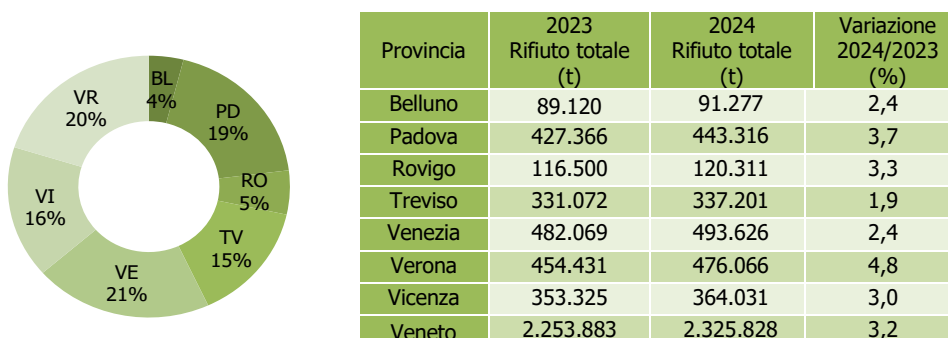 BL
4%
PD
19%
RO
5%
TV
15%
VE
21%
VI
16%
VR
20%
Provincia
2023
Rifiuto totale
(t)
2024
Rifiuto totale
(t)
Variazione
2024/2023
(%)
Belluno 89.120 91.277 2,4
Padova 427.366 443.316 3,7
Rovigo 116.500 120.311 3,3
Treviso 331.072 337.201 1,9
Venezia 482.069 493.626 2,4
Verona 454.431 476.066 4,8
Vicenza 353.325 364.031 3,0
Veneto 2.253.883 2.325.828 3,2